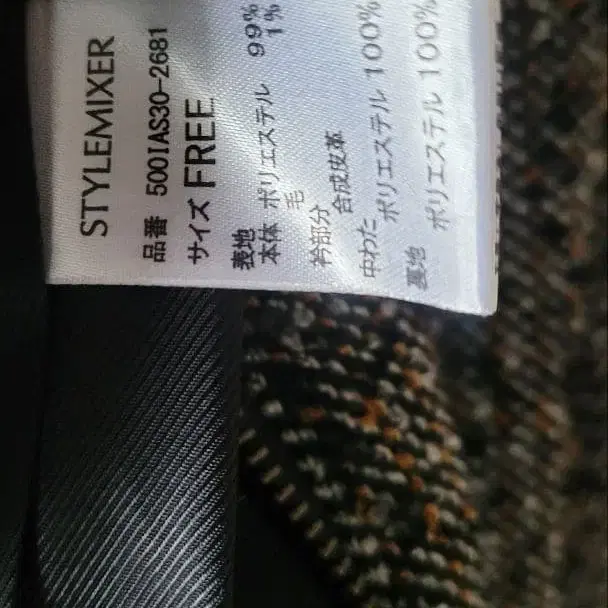 STYLEMIXER
品番 500IAS30-2681
サイズ FREE
表地
本体 ポリエステル 99%
毛 1%
衿部分
合成皮革
中わた
ポリエステル 100%
裏地
ポリエステル 100%